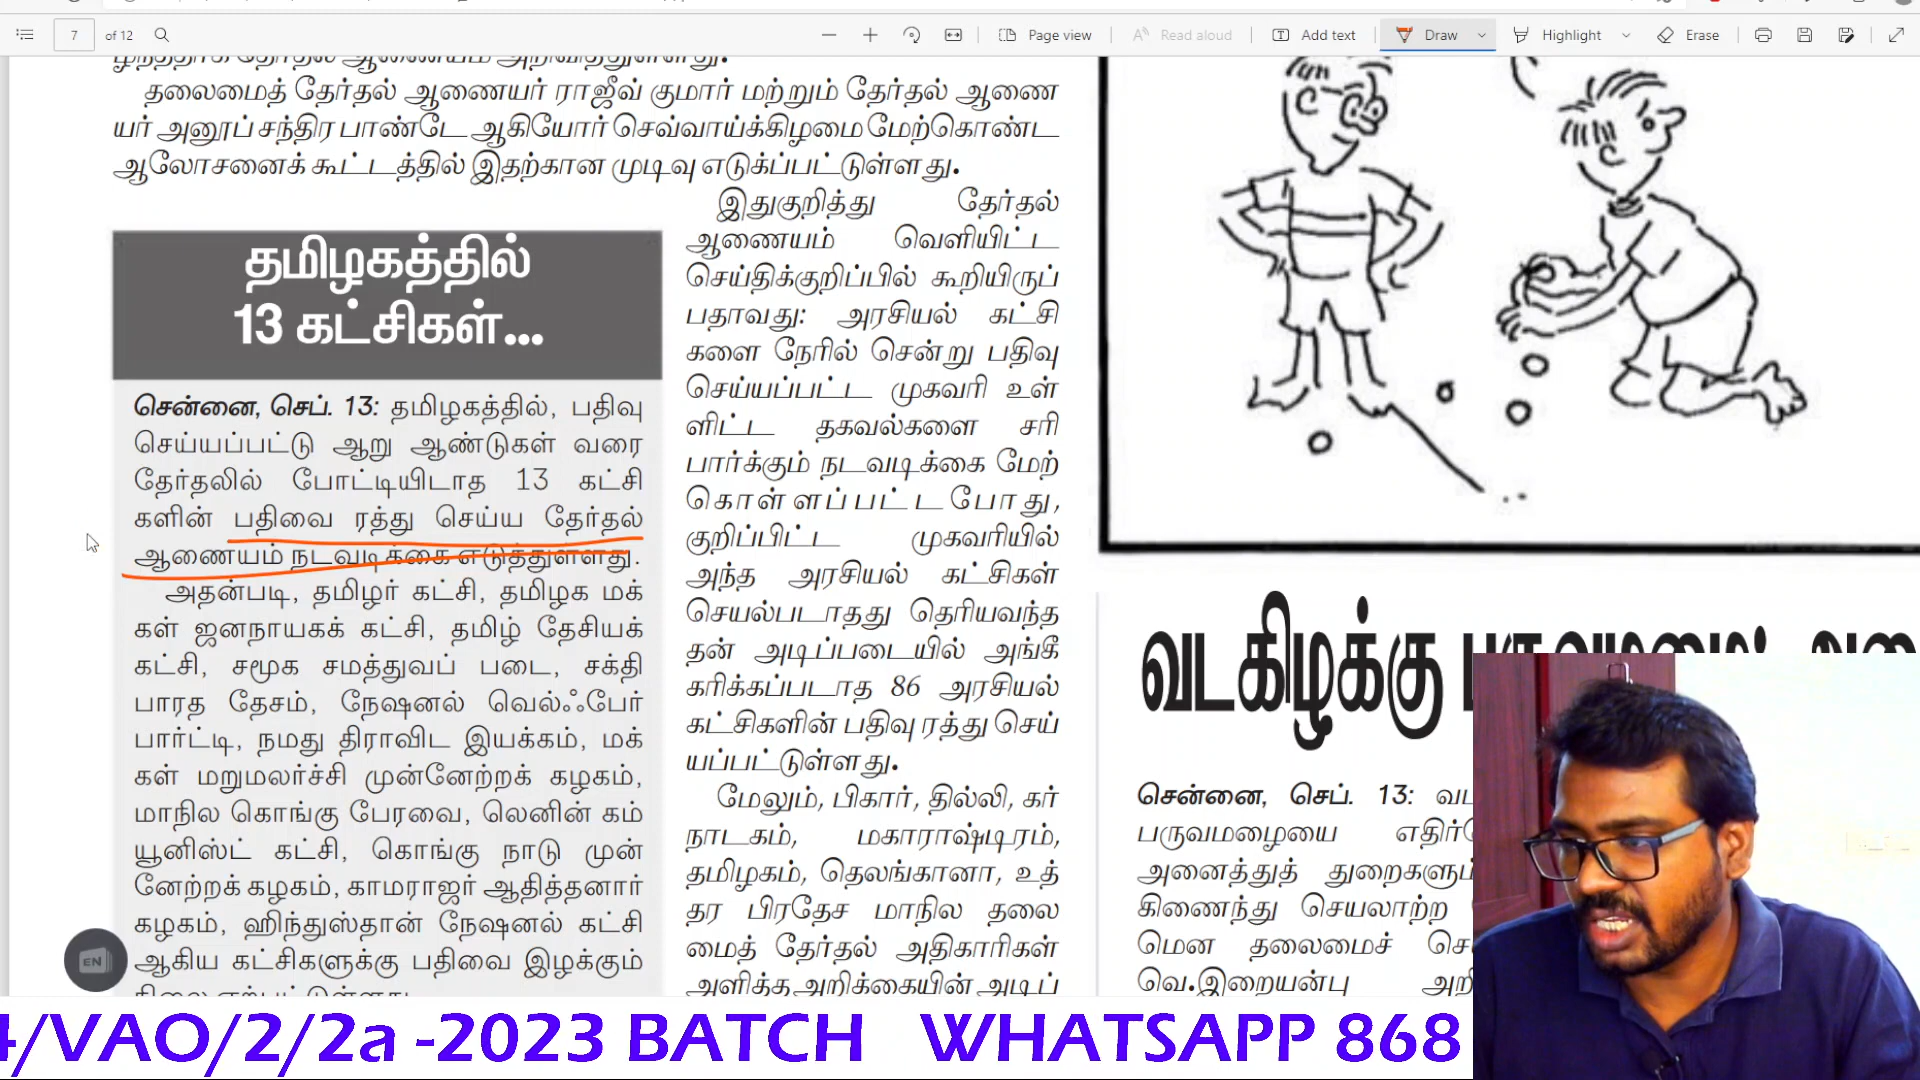 7 of 12 Page view Read aloud Add text Draw Highlight Erase
தலைமைத் தேர்தல் ஆணையர் ராஜீவ் குமார் மற்றும் தேர்தல் ஆணை
யர் அனூப் சந்திர பாண்டே ஆகியோர் செவ்வாய்க்கிழமை மேற்கொண்ட
ஆலோசனைக் கூட்டத்தில் இதற்கான முடிவு எடுக்ப்பட்டுள்ளது.
தமிழகத்தில்
13 கட்சிகள்...
சென்னை, செப். 13: தமிழகத்தில், பதிவு
செய்யப்பட்டு ஆறு ஆண்டுகள் வரை
தேர்தலில் போட்டியிடாத 13 கட்சி
களின் பதிவை ரத்து செய்ய தேர்தல்
ஆணையம் நடவடிக்கை எடுத்துள்ளது.
அதன்படி, தமிழர் கட்சி, தமிழக மக்
கள் ஜனநாயகக் கட்சி, தமிழ் தேசியக்
கட்சி, சமூக சமத்துவப் படை, சக்தி
பாரத தேசம், நேஷனல் வெல்ஃபேர்
பார்ட்டி, நமது திராவிட இயக்கம், மக்
கள் மறுமலர்ச்சி முன்னேற்றக் கழகம்,
மாநில கொங்கு பேரவை, லெனின் கம்
யூனிஸ்ட் கட்சி, கொங்கு நாடு முன்
னேற்றக் கழகம், காமராஜர் ஆதித்தனார்
கழகம், ஹிந்துஸ்தான் நேஷனல் கட்சி
ஆகிய கட்சிகளுக்கு பதிவை இழக்கும்
இதுகுறித்து தேர்தல்
ஆணையம் வெளியிட்ட
செய்திக்குறிப்பில் கூறியிருப்
பதாவது: அரசியல் கட்சி
களை நேரில் சென்று பதிவு
செய்யப்பட்ட முகவரி உள்
ளிட்ட தகவல்களை சரி
பார்க்கும் நடவடிக்கை மேற்
கொள்ளப்பட்டபோது,
குறிப்பிட்ட முகவரியில்
அந்த அரசியல் கட்சிகள்
செயல்படாதது தெரியவந்த
தன் அடிப்படையில் அங்கீ
கரிக்கப்படாத 86 அரசியல்
கட்சிகளின் பதிவு ரத்து செய்
யப்பட்டுள்ளது.
மேலும், பிகார், தில்லி, கர்
நாடகம், மகாராஷ்டிரம்,
தமிழகம், தெலங்கானா, உத்
தர பிரதேச மாநில தலை
மைத் தேர்தல் அதிகாரிகள்
அளித்த அறிக்கையின் அடிப்
வடகிழக்கு
சென்னை, செப். 13:
பருவமழையை
அனைத்துத்
கிணைந்து செயலாற்ற
மென தலைமைச்
வெ.இறையன்பு
EN
4/VAO/2/2a -2023 BATCH WHATSAPP 868